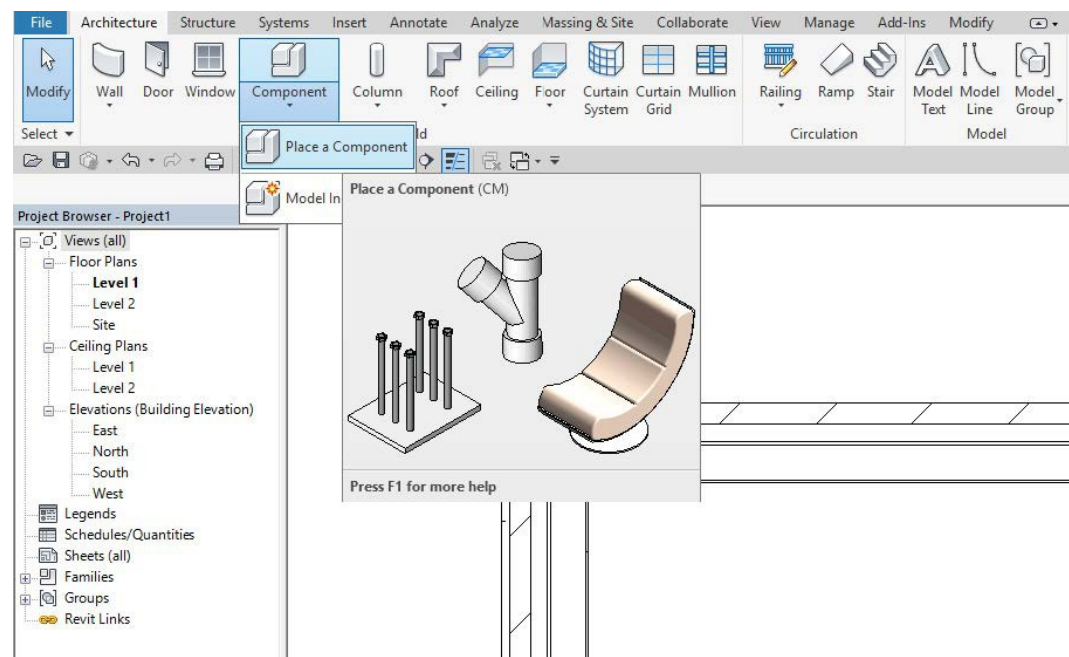 File Architecture Structure Systems Insert Annotate Analyze Massing & Site Collaborate View Manage Add-Ins Modify
Modify Wall Door Window Component Column Roof Ceiling Floor Curtain System Curtain Grid Mullion Railing Ramp Stair Model Text Model Line Model Group
Select ld Circulation Model
Place a Component
Model In
Place a Component (CM)
Press F1 for more help
Project Browser - Project1
Views (all)
Floor Plans
Level 1
Level 2
Site
Ceiling Plans
Level 1
Level 2
Elevations (Building Elevation)
East
North
South
West
Legends
Schedules/Quantities
Sheets (all)
Families
Groups
Revit Links